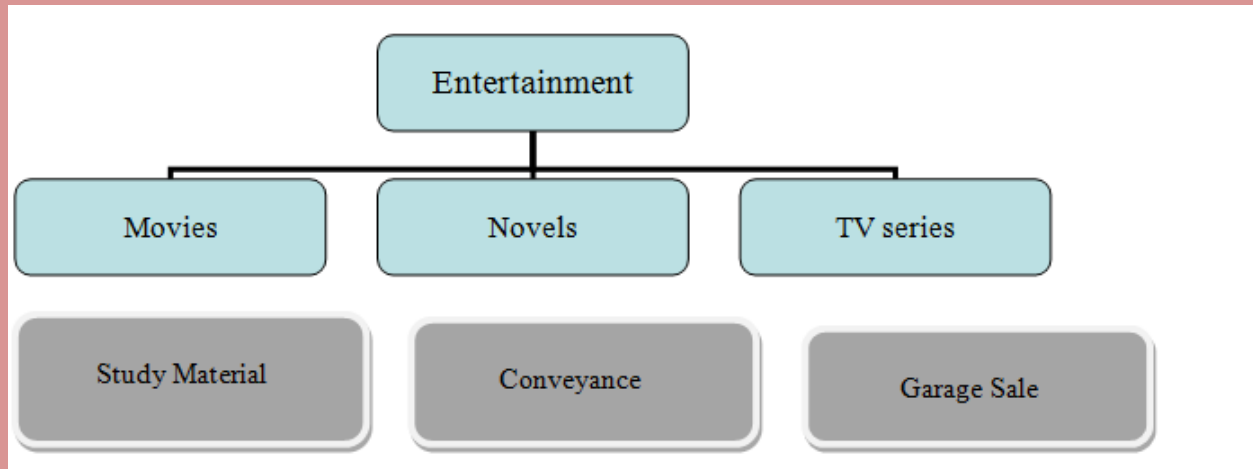 Entertainment
Movies
Novels
TV series
Study Material
Conveyance
Garage Sale